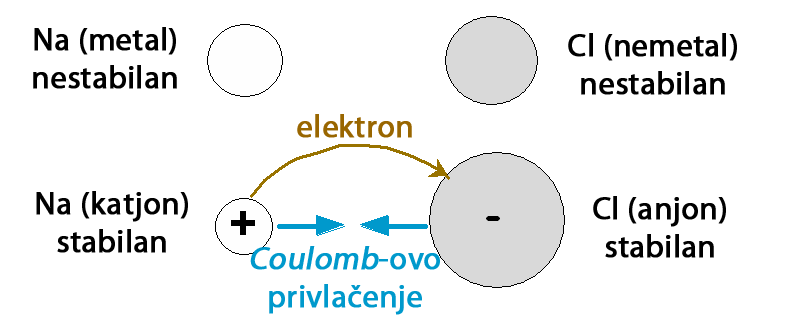 Na (metal)
nestabilan
Cl (nemetal)
nestabilan
elektron
Na (katjon)
stabilan
+
-
Cl (anjon)
stabilan
Coulomb-ovo
privlačenje